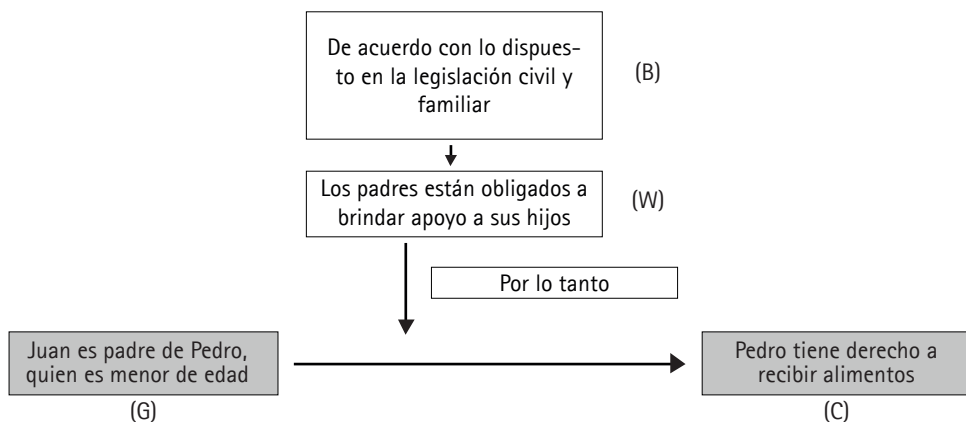 De acuerdo con lo dispues-
to en la legislación civil y
familiar
(B)
Los padres están obligados a
brindar apoyo a sus hijos
(W)
Por lo tanto
Juan es padre de Pedro,
quien es menor de edad
(G)
Pedro tiene derecho a
recibir alimentos
(C)